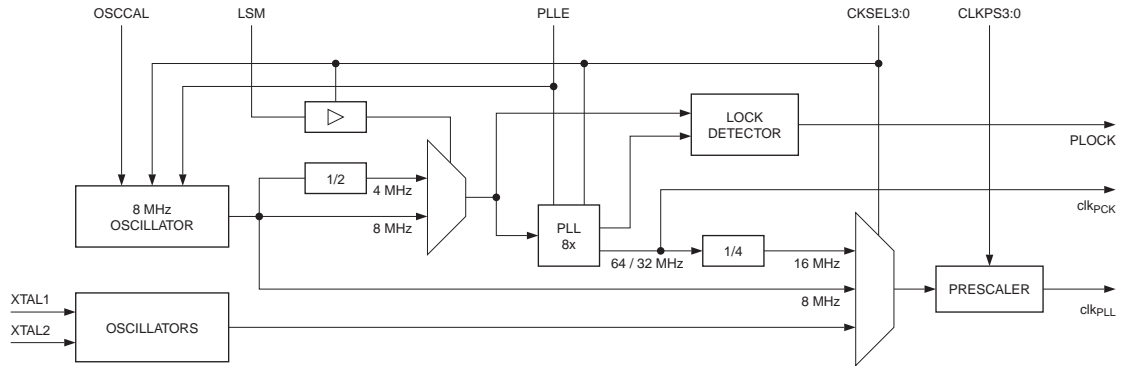 OSCCAL
LSM
PLLE
CKSEL3:0
CLKPS3:0
LOCK
DETECTOR
PLOCK
1/2
4 MHz
8 MHz
OSCILLATOR
8 MHz
PLL
8x
clkPCK
64 / 32 MHz
1/4
16 MHz
8 MHz
PRESCALER
clkPLL
XTAL1
XTAL2
OSCILLATORS